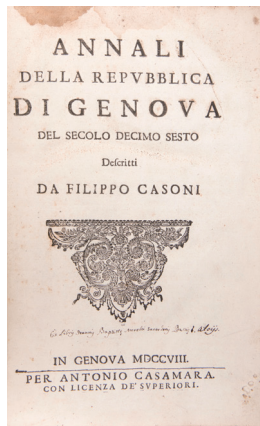 ANNALI
DELLA REPVBBLICA
DI GENOVA
DEL SECOLO DECIMO SESTO
Descritti
DA FILIPPO CASONI
IN GENOVA MDCCVIII.
PER ANTONIO CASAMARA.
CON LICENZA DE' SVPERIORI.